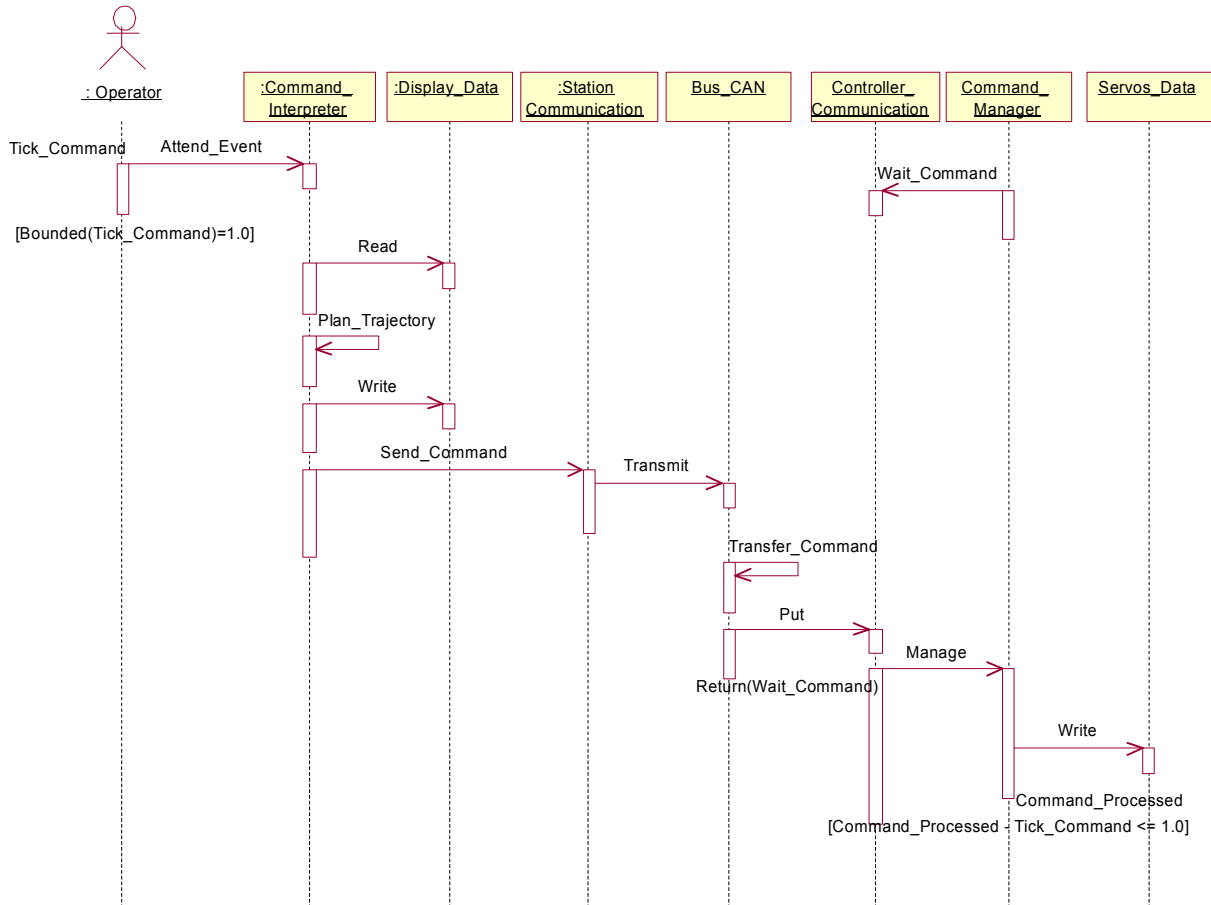 : Operator
:Command_
Interpreter
:Display_Data
:Station
Communication
Bus_CAN
Controller_
Communication
Command_
Manager
Servos_Data
Tick_Command
Attend_Event
Wait_Command
[Bounded(Tick_Command)=1.0]
Read
Plan_Trajectory
Write
Send_Command
Transmit
Transfer_Command
Put
Manage
Return(Wait_Command)
Write
Command_Processed
[Command_Processed - Tick_Command <= 1.0]